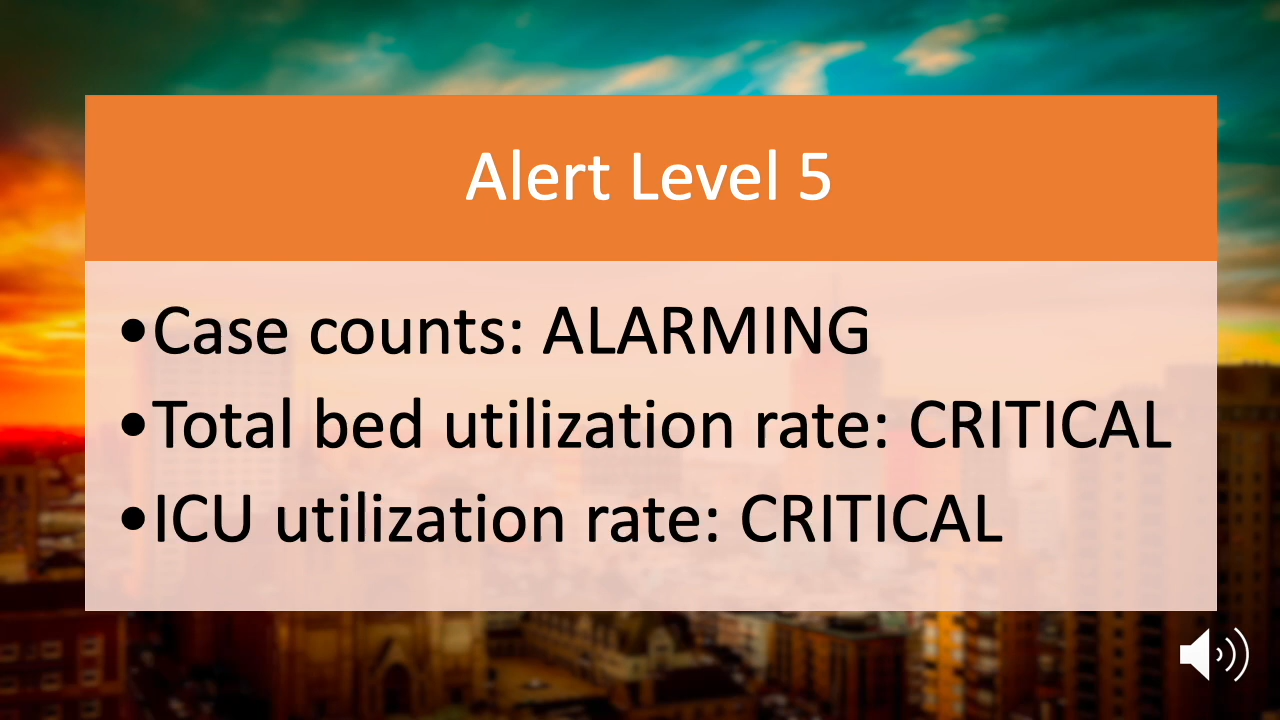 Alert Level 5
•Case counts: ALARMING
•Total bed utilization rate: CRITICAL
•ICU utilization rate: CRITICAL